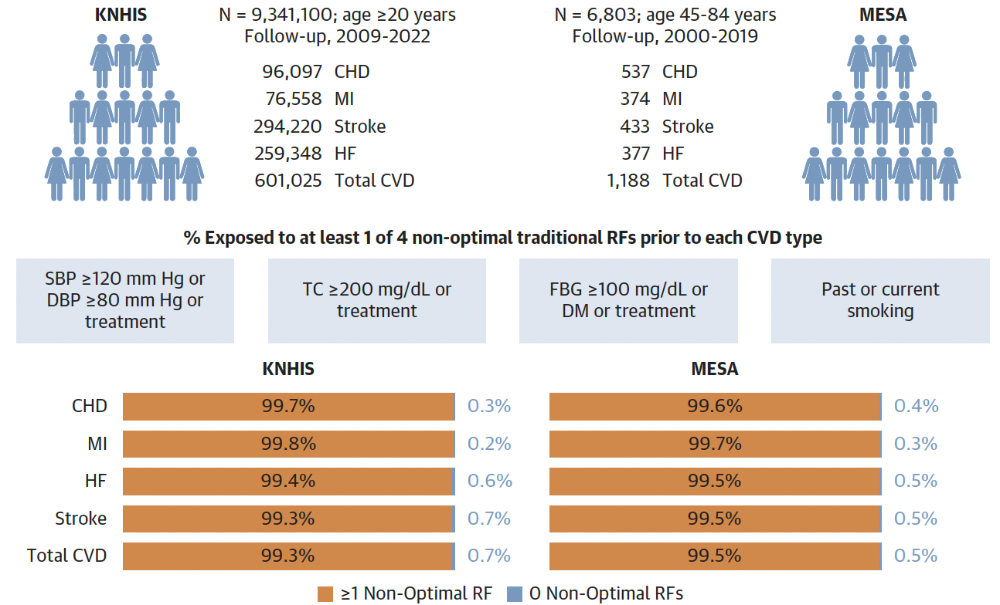 KNHIS
N = 9,341,100; age ≥20 years
Follow-up, 2009-2022
96,097 CHD
76,558 MI
294,220 Stroke
259,348 HF
601,025 Total CVD
N = 6,803; age 45-84 years
Follow-up, 2000-2019
537 CHD
374 MI
433 Stroke
377 HF
1,188 Total CVD
MESA
% Exposed to at least 1 of 4 non-optimal traditional RFs prior to each CVD type
SBP ≥120 mm Hg or
DBP ≥80 mm Hg or
treatment
TC ≥200 mg/dL or
treatment
FBG ≥100 mg/dL or
DM or treatment
Past or current
smoking
KNHIS
MESA
CHD 99.7% 0.3% 99.6% 0.4%
MI 99.8% 0.2% 99.7% 0.3%
HF 99.4% 0.6% 99.5% 0.5%
Stroke 99.3% 0.7% 99.5% 0.5%
Total CVD 99.3% 0.7% 99.5% 0.5%
≥1 Non-Optimal RF 0 Non-Optimal RFs